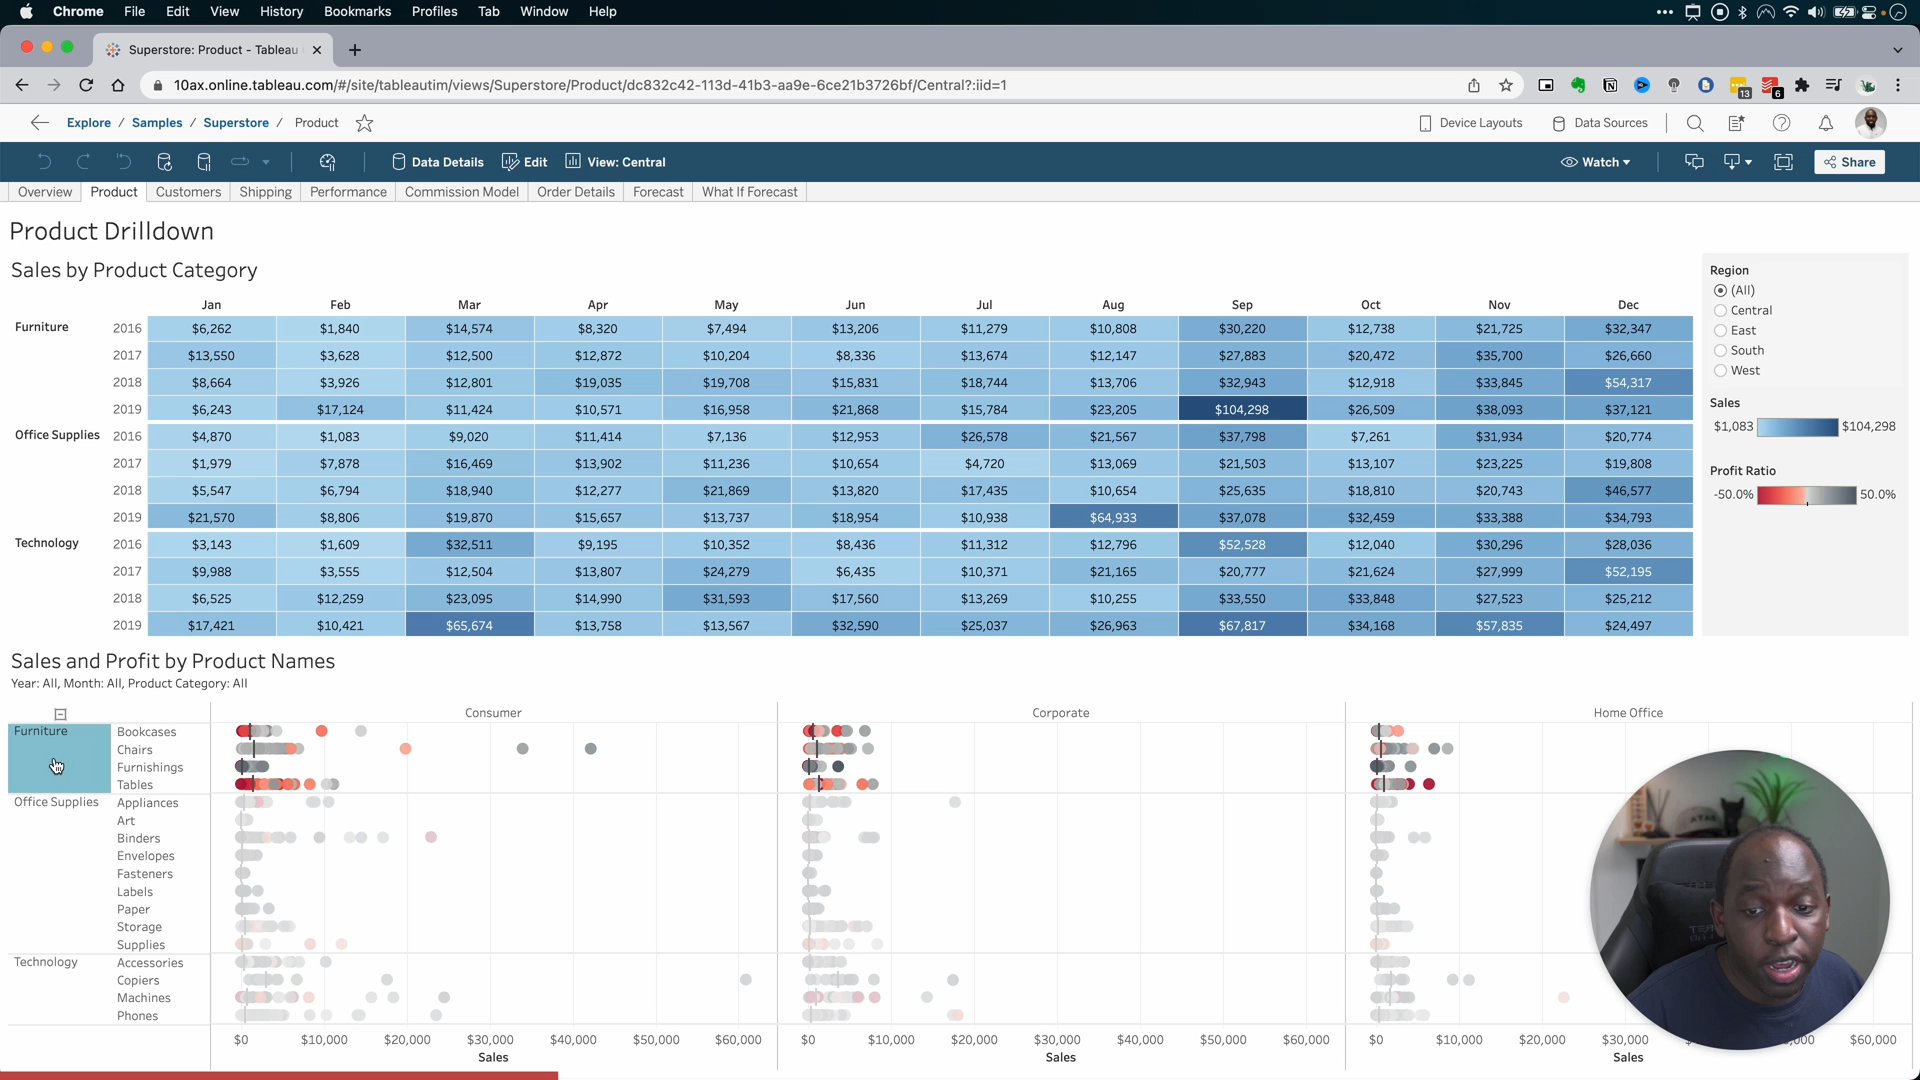 Chrome File Edit View History Bookmarks Profiles Tab Window Help
Superstore: Product - Tableau
10ax.online.tableau.com/#/site/tableautim/views/Superstore/Product/dc832c42-113d-41b3-aa9e-6ce21b3726bf/Central?:iid=1
13 6
Explore / Samples / Superstore / Product Device Layouts Data Sources
Data Details Edit View: Central Watch Share
Overview Product Customers Shipping Performance Commission Model Order Details Forecast What If Forecast
Product Drilldown
Sales by Product Category
Jan Feb Mar Apr May Jun Jul Aug Sep Oct Nov Dec
Furniture 2016 $6,262 $1,840 $14,574 $8,320 $7,494 $13,206 $11,279 $10,808 $30,220 $12,738 $21,725 $32,347
2017 $13,550 $3,628 $12,500 $12,872 $10,204 $8,336 $13,674 $12,147 $27,883 $20,472 $35,700 $26,660
2018 $8,664 $3,926 $12,801 $19,035 $19,708 $15,831 $18,744 $13,706 $32,943 $12,918 $33,845 $54,317
2019 $6,243 $17,124 $11,424 $10,571 $16,958 $21,868 $15,784 $23,205 $104,298 $26,509 $38,093 $37,121
Office Supplies 2016 $4,870 $1,083 $9,020 $11,414 $7,136 $12,953 $26,578 $21,567 $37,798 $7,261 $31,934 $20,774
2017 $1,979 $7,878 $16,469 $13,902 $11,236 $10,654 $4,720 $13,069 $21,503 $13,107 $23,225 $19,808
2018 $5,547 $6,794 $18,940 $12,277 $21,869 $13,820 $17,435 $10,654 $25,635 $18,810 $20,743 $46,577
2019 $21,570 $8,806 $19,870 $15,657 $13,737 $18,954 $10,938 $64,933 $37,078 $32,459 $33,388 $34,793
Technology 2016 $3,143 $1,609 $32,511 $9,195 $10,352 $8,436 $11,312 $12,796 $52,528 $12,040 $30,296 $28,036
2017 $9,988 $3,555 $12,504 $13,807 $24,279 $6,435 $10,371 $21,165 $20,777 $21,624 $27,999 $52,195
2018 $6,525 $12,259 $23,095 $14,990 $31,593 $17,560 $13,269 $10,255 $33,550 $33,848 $27,523 $25,212
2019 $17,421 $10,421 $65,674 $13,758 $13,567 $32,590 $25,037 $26,963 $67,817 $34,168 $57,835 $24,497
Region
(All)
Central
East
South
West
Sales
$1,083 $104,298
Profit Ratio
-50.0% 50.0%
Sales and Profit by Product Names
Year: All, Month: All, Product Category: All
Consumer Corporate Home Office
Furniture Bookcases
Chairs
Furnishings
Tables
Office Supplies Appliances
Art
Binders
Envelopes
Fasteners
Labels
Paper
Storage
Supplies
Technology Accessories
Copiers
Machines
Phones
$0 $10,000 $20,000 $30,000 $40,000 $50,000 $60,000 $0 $10,000 $20,000 $30,000 $40,000 $50,000 $60,000 $0 $10,000 $20,000 $30,000 $60,000
Sales Sales Sales